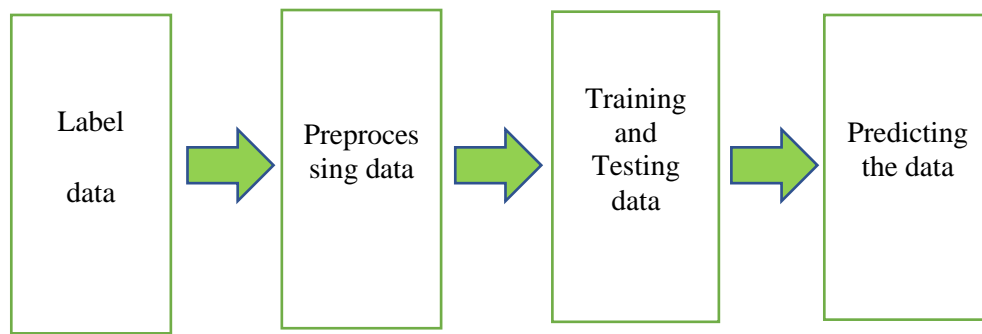 Label
data
Preproces
sing data
Training
and
Testing
data
Predicting
the data